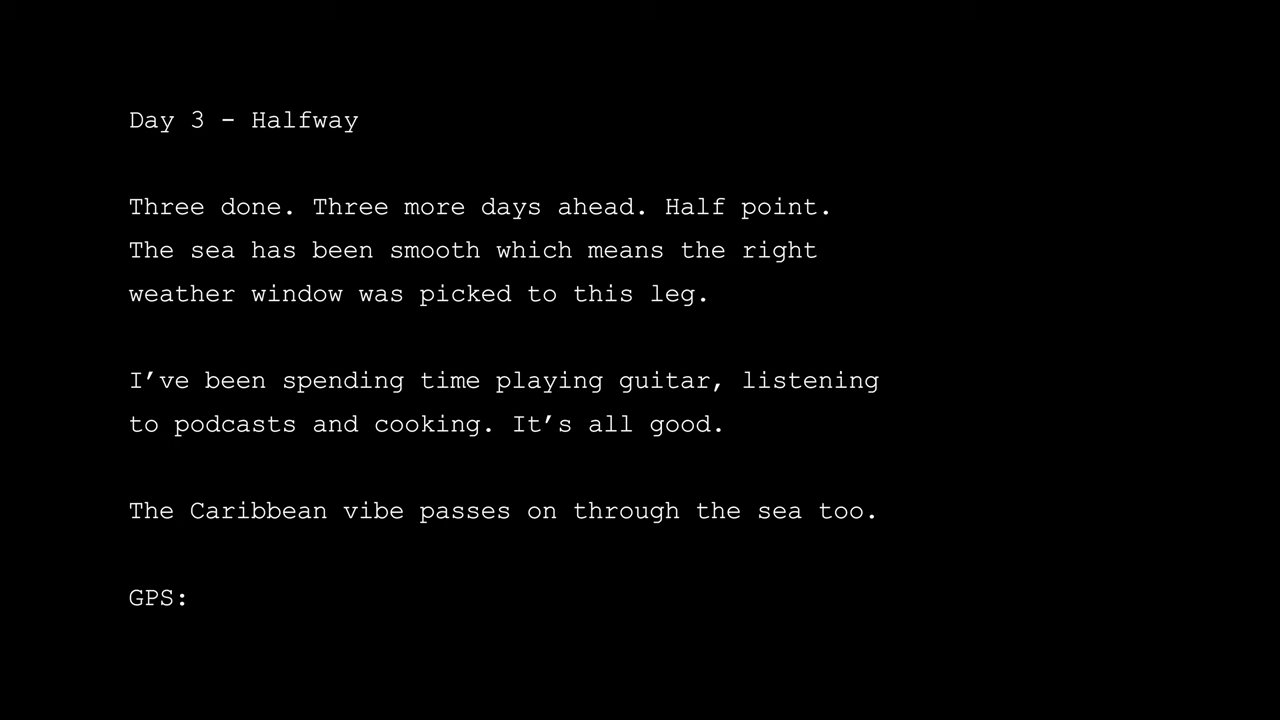 Day 3 - Halfway
Three done. Three more days ahead. Half point.
The sea has been smooth which means the right
weather window was picked to this leg.
I’ve been spending time playing guitar, listening
to podcasts and cooking. It’s all good.
The Caribbean vibe passes on through the sea too.
GPS: